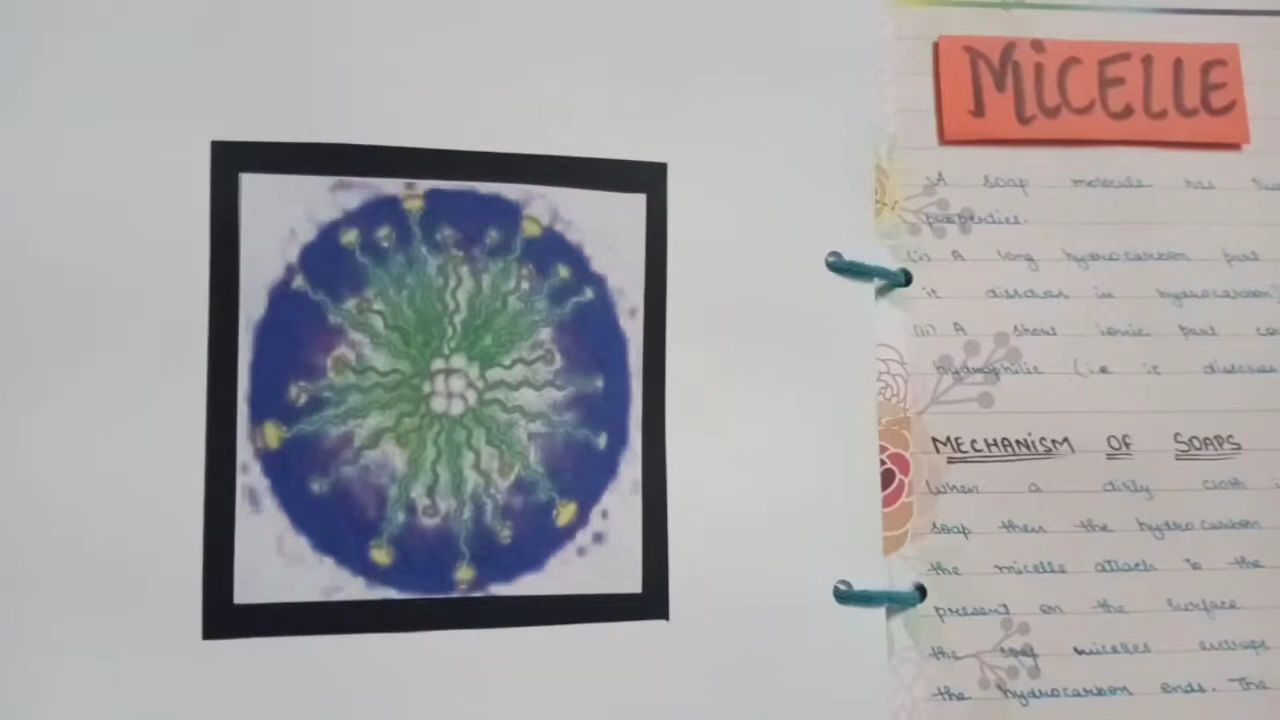 MiCELLE
A soap molecule has
properties.
(i) A long hydrocarbon part
it dissolves in hydrocarbon
(ii) A short ionic part
hydrophilic (i.e it dissolves
MECHANISM OF SOAPS
When a dirty cloth
soap then the hydrocarbon
the micelle attach to the
present on the surface
the soap micelles entraps
the hydrocarbon ends. The